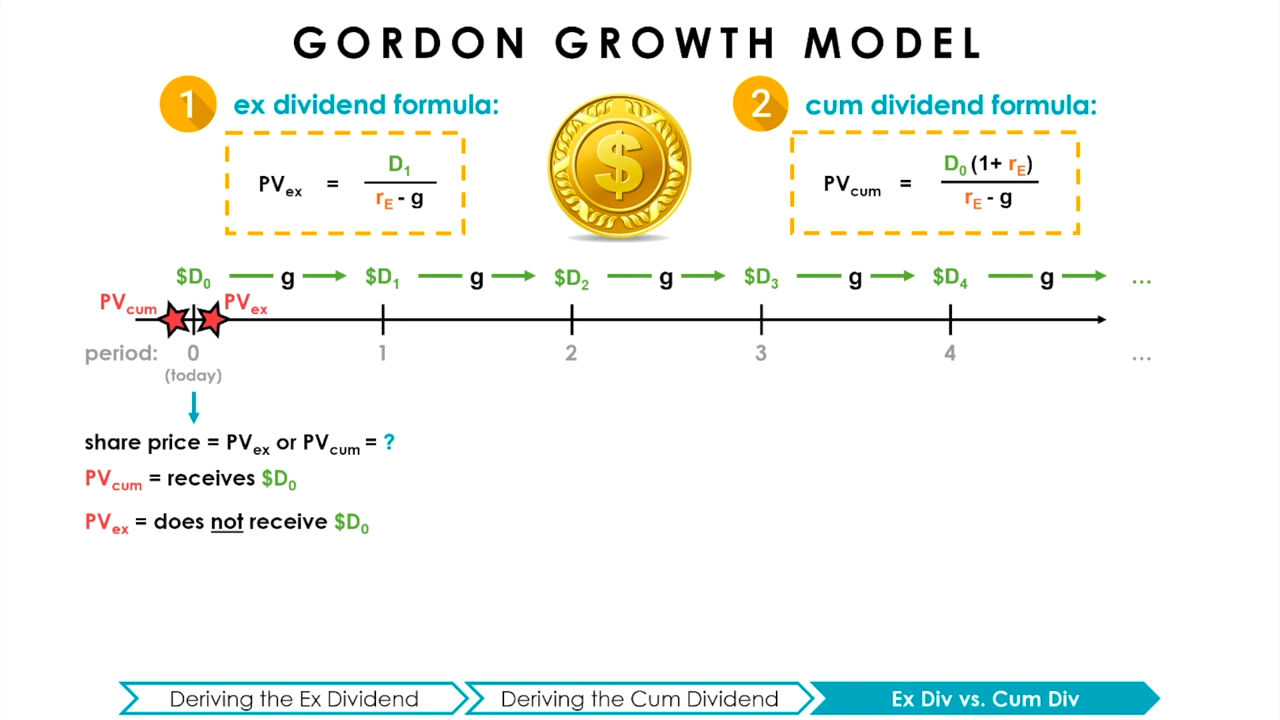 GORDON GROWTH MODEL
1 ex dividend formula:
PVex = D1 / rE - g
$
2 cum dividend formula:
PVcum = D0 (1+ rE) / rE - g
$D0 g $D1 g $D2 g $D3 g $D4 g ...
PVcum PVex
period: 0 1 2 3 4 ...
(today)
share price = PVex or PVcum = ?
PVcum = receives $D0
PVex = does not receive $D0
Deriving the Ex Dividend
Deriving the Cum Dividend
Ex Div vs. Cum Div